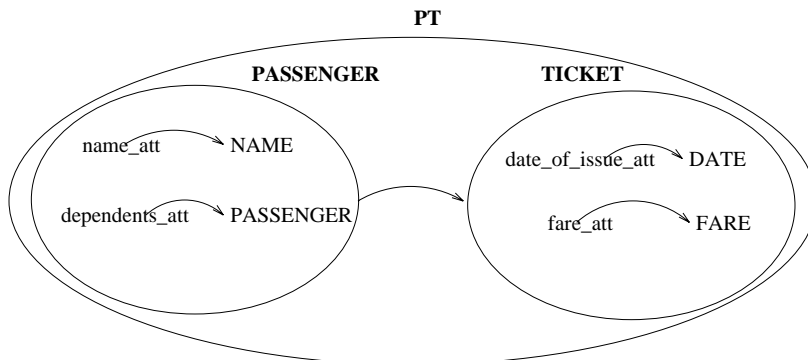 PT
PASSENGER TICKET
name_att NAME
date_of_issue_att DATE
dependents_att PASSENGER
fare_att FARE